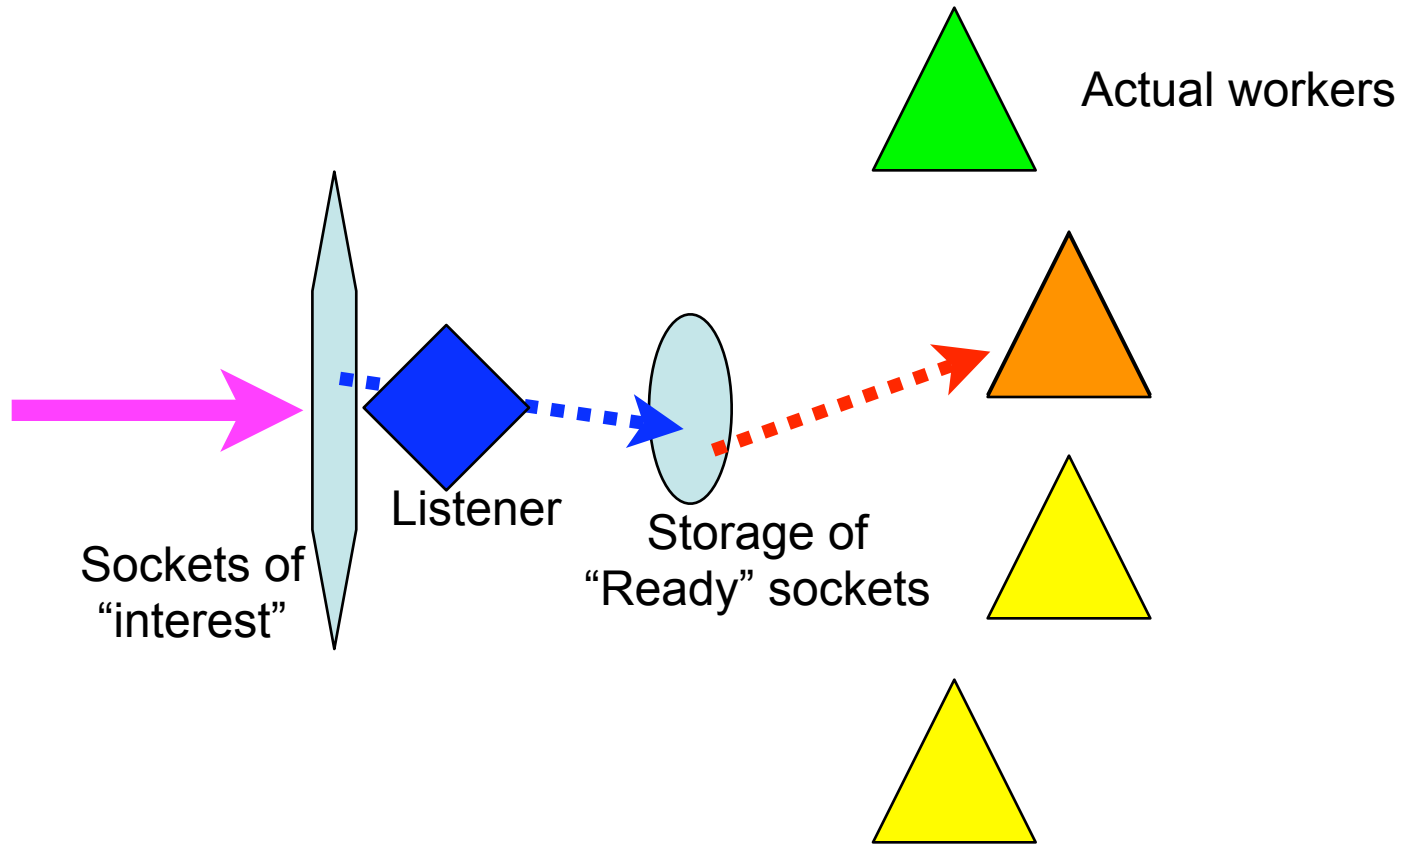 Actual workers
Listener
Storage of
“Ready” sockets
Sockets of
“interest”